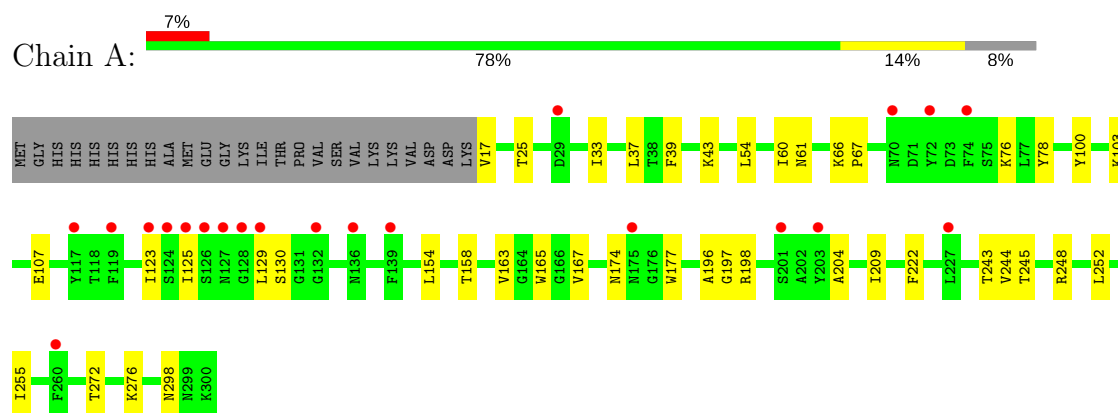 7%
Chain A:
78% 14% 8%
MET GLY HIS HIS HIS HIS HIS HIS ALA MET GLU GLY LYS ILE THR PRO VAL SER VAL LYS LYS VAL ASP ASP LYS V17 T25 D29 I33 L37 T38 F39 K43 L54 I60 N61 K66 P67 N70 D71 Y72 D73 F74 S75 K76 L77 Y78 Y100 K103
E107 Y117 T118 F119 I123 S124 I125 S126 N127 G128 L129 S130 G131 G132 N136 F139 L154 T158 V163 G164 W165 G166 V167 N174 N175 G176 W177 A196 G197 R198 S201 A202 Y203 A204 I209 F222 L227 T243 V244 T245 R248 L252
I255 F260 T272 K276 N298 N299 K300